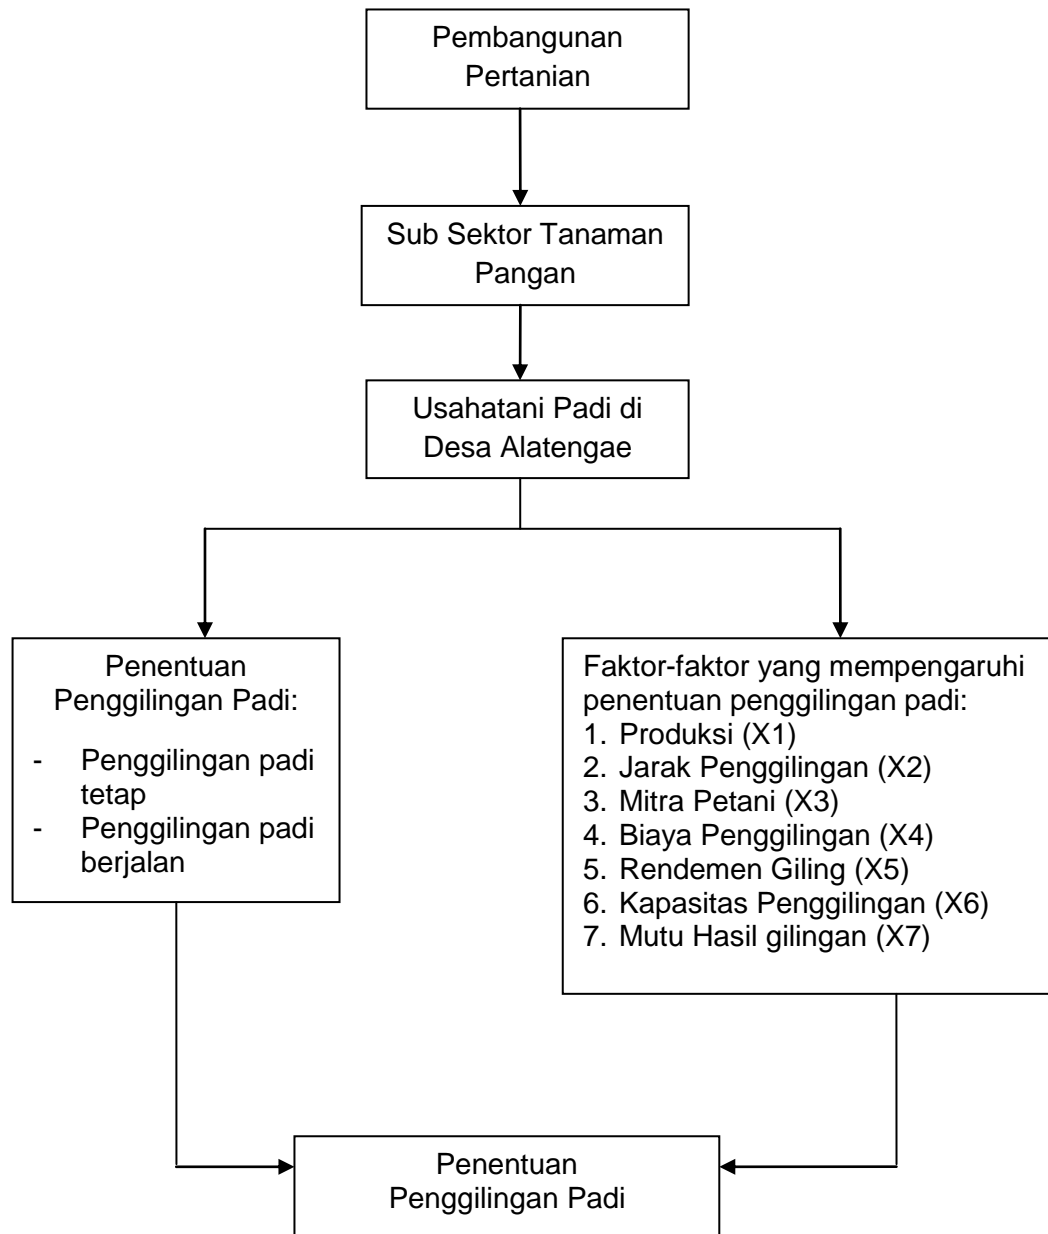 Pembangunan
Pertanian
Sub Sektor Tanaman
Pangan
Usahatani Padi di
Desa Alatengae
Penentuan
Penggilingan Padi:
- Penggilingan padi
tetap
- Penggilingan padi
berjalan
Faktor-faktor yang mempengaruhi
penentuan penggilingan padi:
1. Produksi (X1)
2. Jarak Penggilingan (X2)
3. Mitra Petani (X3)
4. Biaya Penggilingan (X4)
5. Rendemen Giling (X5)
6. Kapasitas Penggilingan (X6)
7. Mutu Hasil gilingan (X7)
Penentuan
Penggilingan Padi